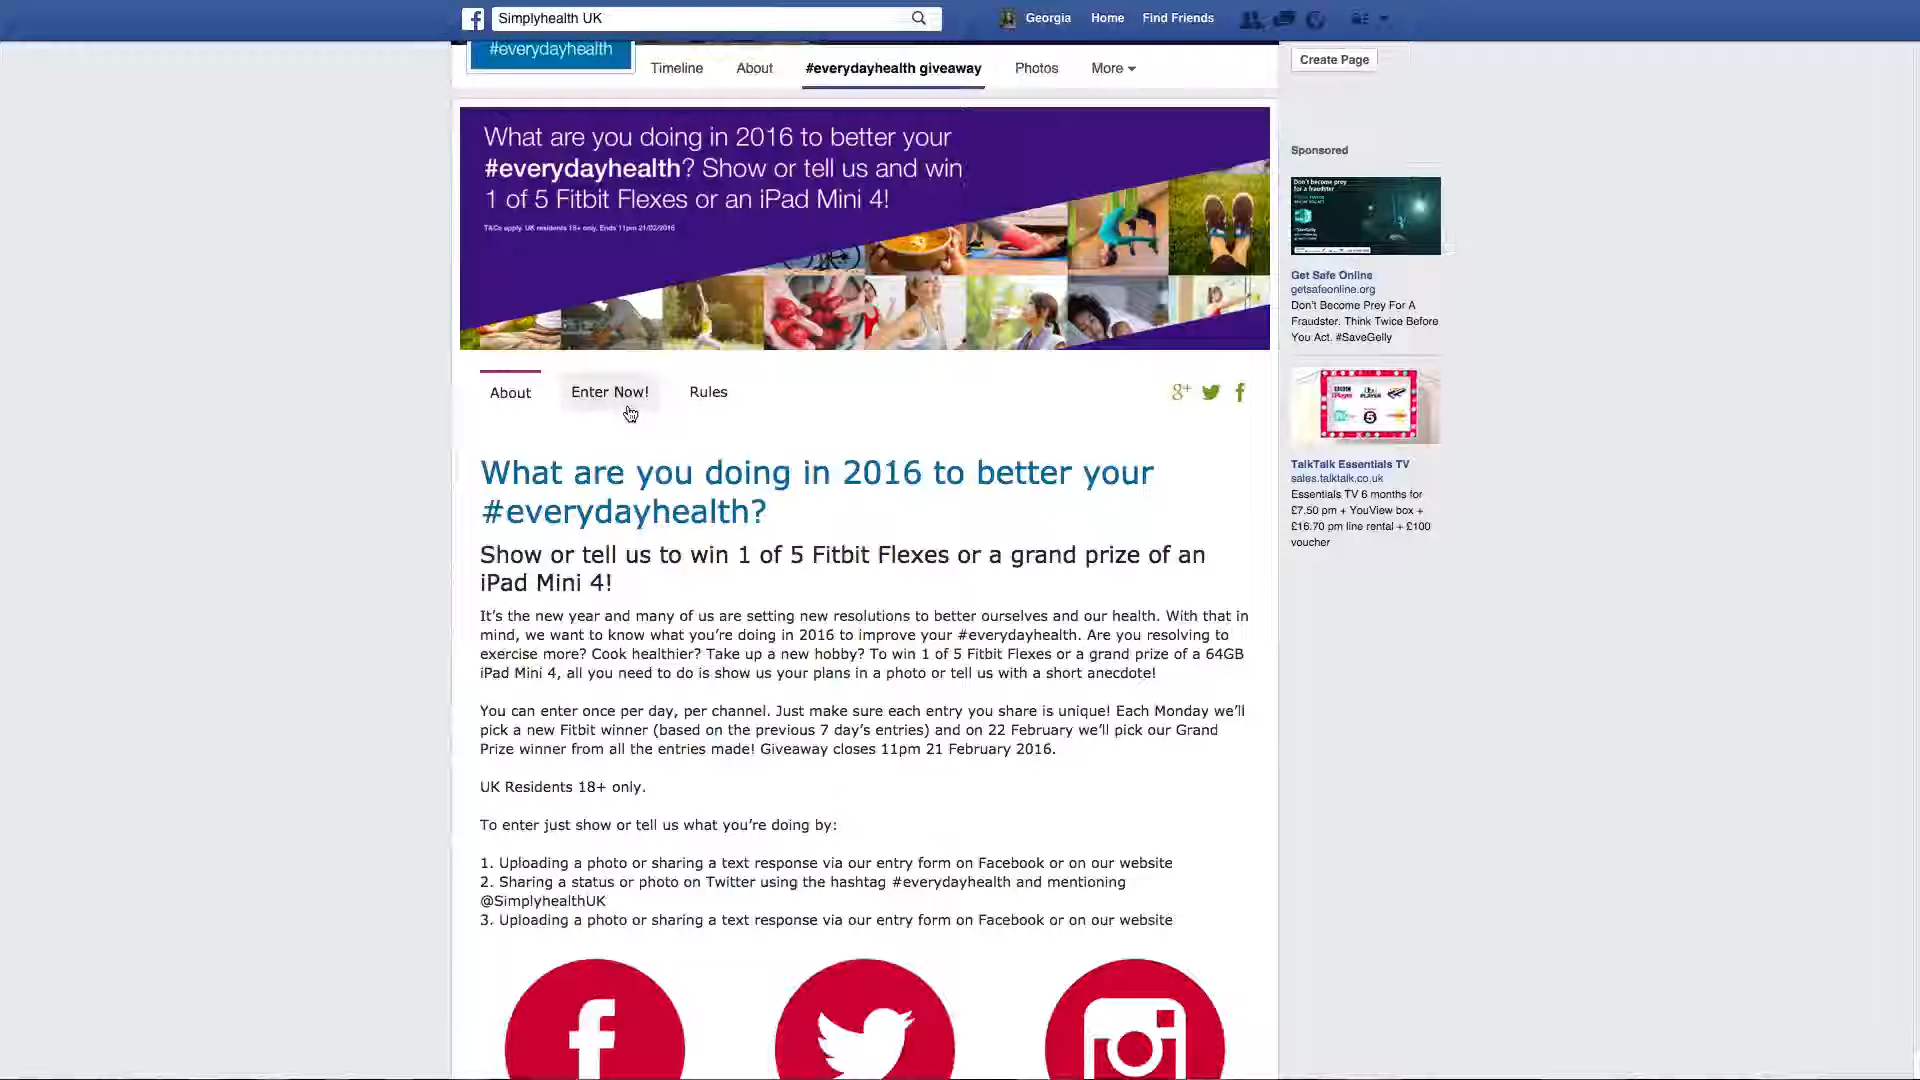 Simplyhealth UK
Georgia
Home
Find Friends
#everydayhealth
Timeline
About
#everydayhealth giveaway
Photos
More
Create Page
What are you doing in 2016 to better your
#everydayhealth? Show or tell us and win
1 of 5 Fitbit Flexes or an iPad Mini 4!
T&Cs apply. UK residents 18+ only. Ends 11pm 21/02/2016
About
Enter Now!
Rules
What are you doing in 2016 to better your
#everydayhealth?
Show or tell us to win 1 of 5 Fitbit Flexes or a grand prize of an
iPad Mini 4!
It's the new year and many of us are setting new resolutions to better ourselves and our health. With that in
mind, we want to know what you're doing in 2016 to improve your #everydayhealth. Are you resolving to
exercise more? Cook healthier? Take up a new hobby? To win 1 of 5 Fitbit Flexes or a grand prize of a 64GB
iPad Mini 4, all you need to do is show us your plans in a photo or tell us with a short anecdote!
You can enter once per day, per channel. Just make sure each entry you share is unique! Each Monday we'll
pick a new Fitbit winner (based on the previous 7 day's entries) and on 22 February we'll pick our Grand
Prize winner from all the entries made! Giveaway closes 11pm 21 February 2016.
UK Residents 18+ only.
To enter just show or tell us what you're doing by:
1. Uploading a photo or sharing a text response via our entry form on Facebook or on our website
2. Sharing a status or photo on Twitter using the hashtag #everydayhealth and mentioning
@SimplyhealthUK
3. Uploading a photo or sharing a text response via our entry form on Facebook or on our website
Sponsored
Don't become prey
for a fraudster
Get Safe Online
getsafeonline.org
Don't Become Prey For A
Fraudster. Think Twice Before
You Act. #SaveGelly
TalkTalk Essentials TV
sales.talktalk.co.uk
Essentials TV 6 months for
£7.50 pm + YouView box +
£16.70 pm line rental + £100
voucher